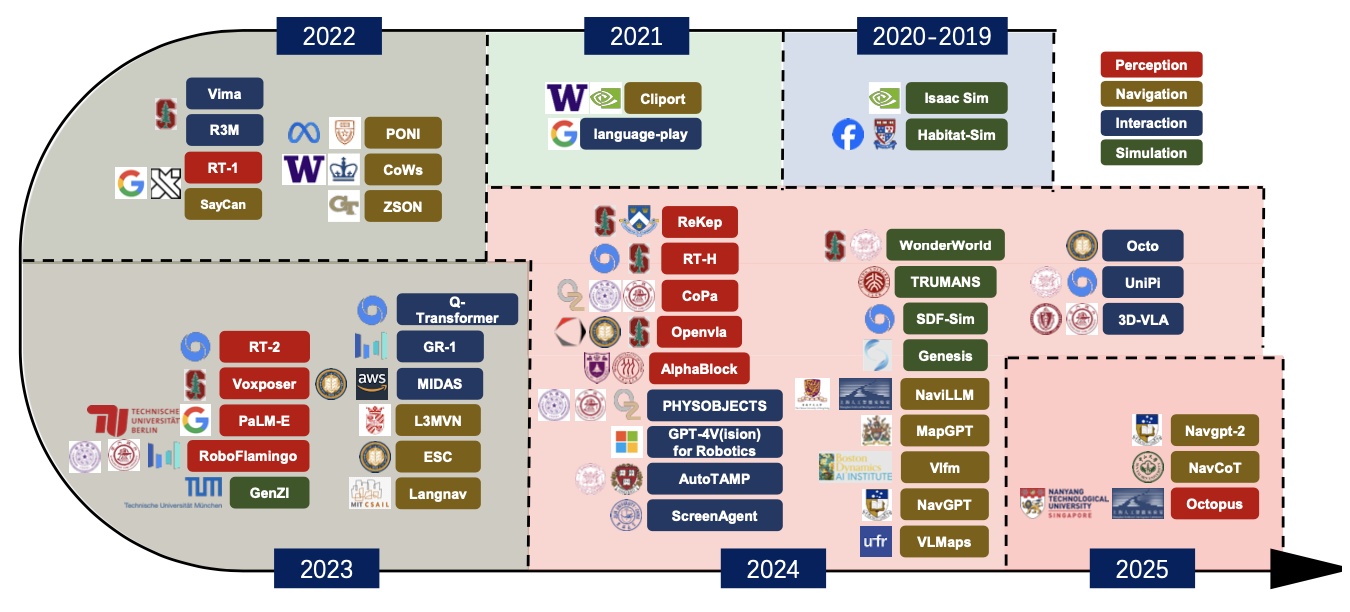 2022
2021
2020-2019
Perception
Navigation
Interaction
Simulation
Vima
R3M
RT-1
SayCan
PONI
CoWs
GT
ZSON
W
Cliport
language-play
Isaac Sim
Habitat-Sim
Q-
Transformer
GR-1
aws
MIDAS
L3MVN
ESC
MIT CSAIL
Langnav
RT-2
Voxposer
TECHNISCHE
UNIVERSITÄT
BERLIN
PaLM-E
RoboFlamingo
TUM
Technische Universität München
GenZI
ReKep
RT-H
CoPa
Openvla
AlphaBlock
PHYSOBJECTS
GPT-4V(ision)
for Robotics
AutoTAMP
ScreenAgent
WonderWorld
TRUMANS
SDF-Sim
Genesis
NaviLLM
MapGPT
Boston
Dynamics
AI INSTITUTE
Vlfm
NavGPT
ufr
VLMaps
Octo
UniPi
3D-VLA
Navgpt-2
NavCoT
NANYANG
TECHNOLOGICAL
UNIVERSITY
SINGAPORE
Octopus
2023
2024
2025